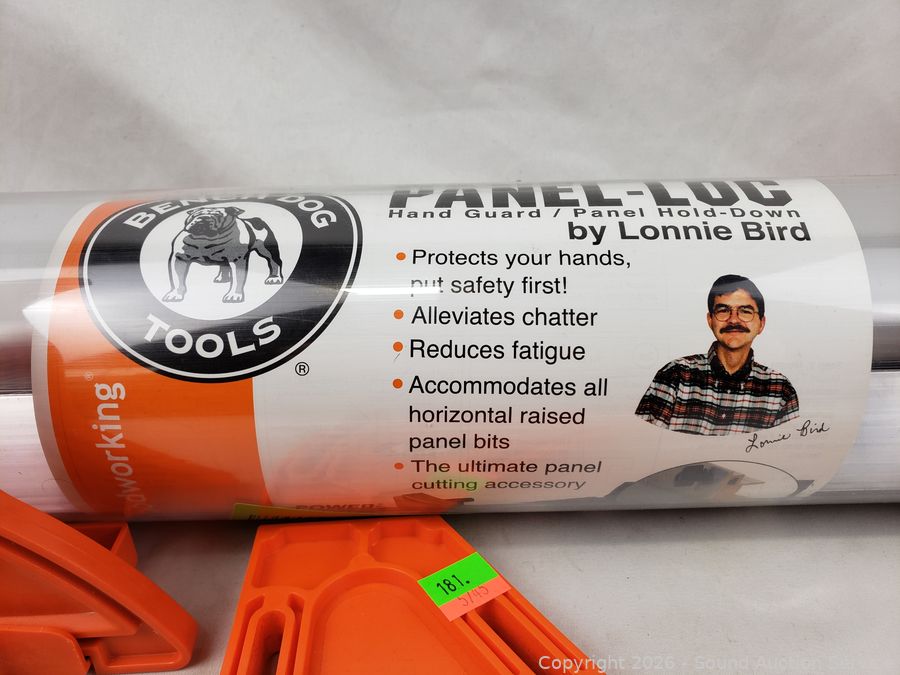 BENCH DOG
TOOLS
®
PANEL-LOC
Hand Guard / Panel Hold-Down
by Lonnie Bird
• Protects your hands,
put safety first!
• Alleviates chatter
• Reduces fatigue
• Accommodates all
horizontal raised
panel bits
• The ultimate panel
cutting accessory
Lonnie Bird
®
181.
5/45
Copyright 2026 - Sound Auction Service